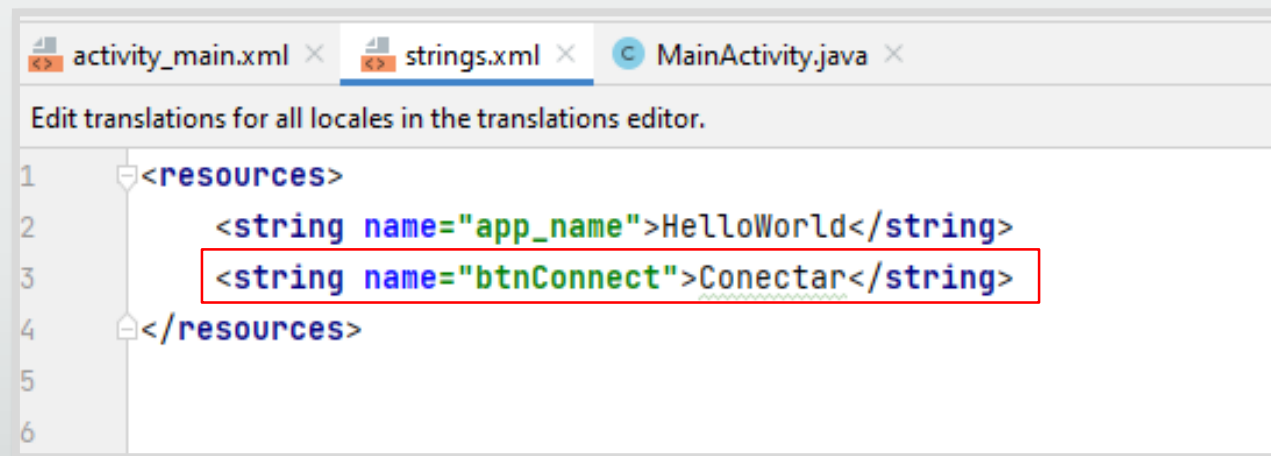 activity_main.xml strings.xml C MainActivity.java
Edit translations for all locales in the translations editor.
1 <resources>
2 <string name="app_name">HelloWorld</string>
3 <string name="btnConnect">Conectar</string>
4 </resources>
5
6